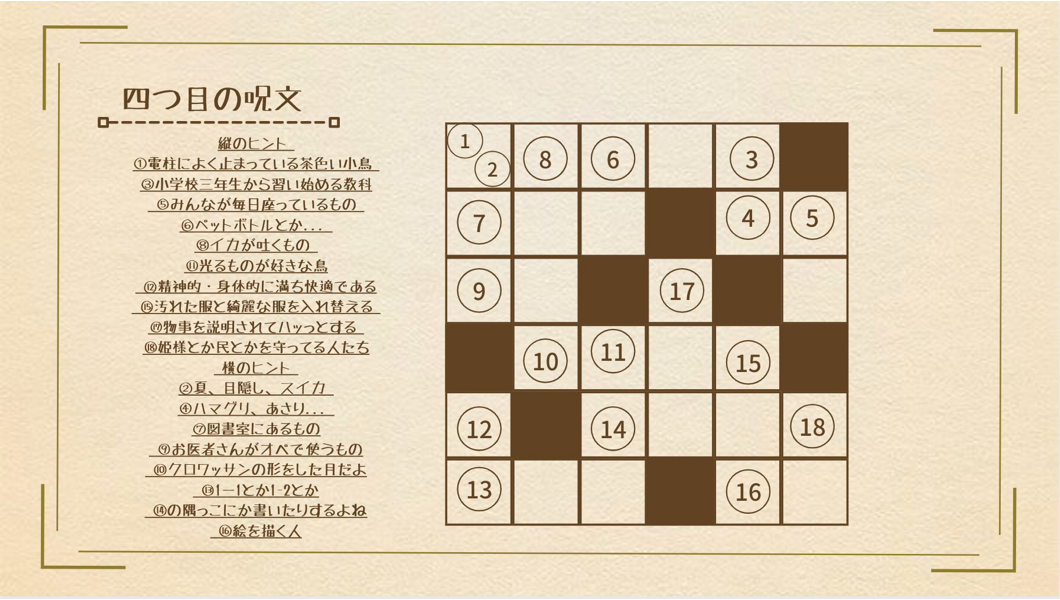 四つ目の呪文
縦のヒント
①電柱によく止まっている茶色い小鳥
③小学校三年生から習い始める教科
⑤みんなが毎日座っているもの
⑥ペットボトルとか...
⑧イカが吐くもの
⑪光るものが好きな鳥
⑫精神的・身体的に満ち快適である
⑮汚れた服と綺麗な服を入れ替える
⑰物事を説明されてハッっとする
⑱姫様とか民とかを守ってる人たち
横のヒント
②夏、目隠し、スイカ
④ハマグリ、あさり...
⑦図書室にあるもの
⑨お医者さんがオペで使うもの
⑩クロワッサンの形をした月だよ
⑬1ー1とか1-2とか
⑭の隅っこにか書いたりするよね
⑯絵を描く人
1 2 8 6 3
7 4 5
9 17
10 11 15
12 14 18
13 16